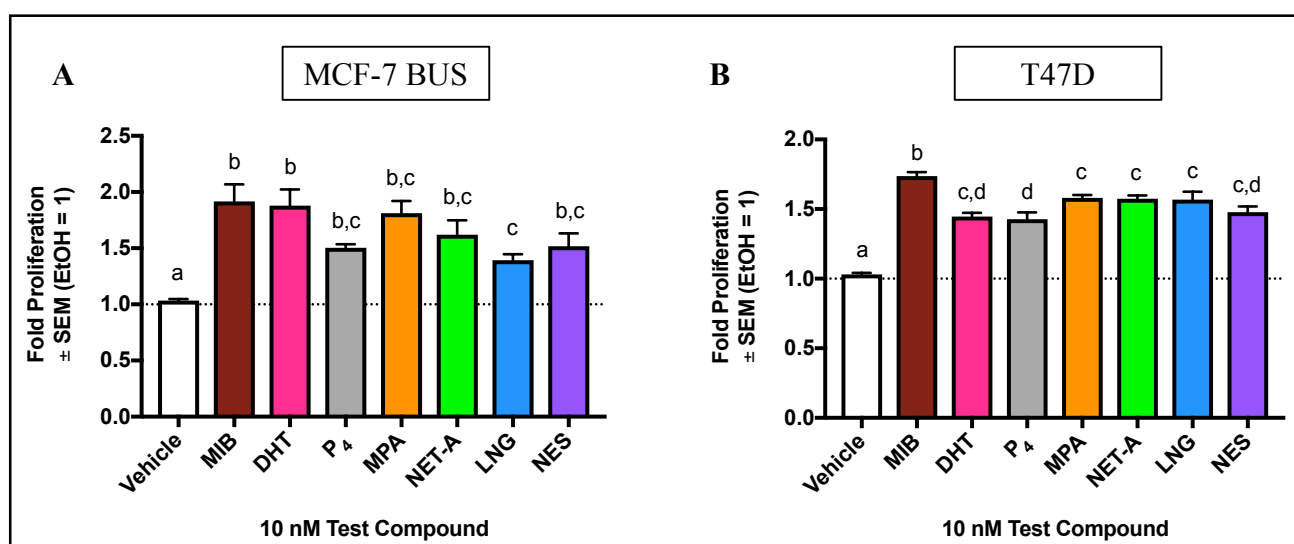 A
MCF-7 BUS
Fold Proliferation
± SEM (EtOH = 1)
2.5
2.0
1.5
1.0
0.5
0.0
a
b
b
b,c
b,c
b,c
c
b,c
Vehicle
MIB
DHT
P4
MPA
NET-A
LNG
NES
10 nM Test Compound
B
T47D
Fold Proliferation
± SEM (EtOH = 1)
2.0
1.5
1.0
0.5
0.0
a
b
c,d
d
c
c
c
c,d
Vehicle
MIB
DHT
P4
MPA
NET-A
LNG
NES
10 nM Test Compound